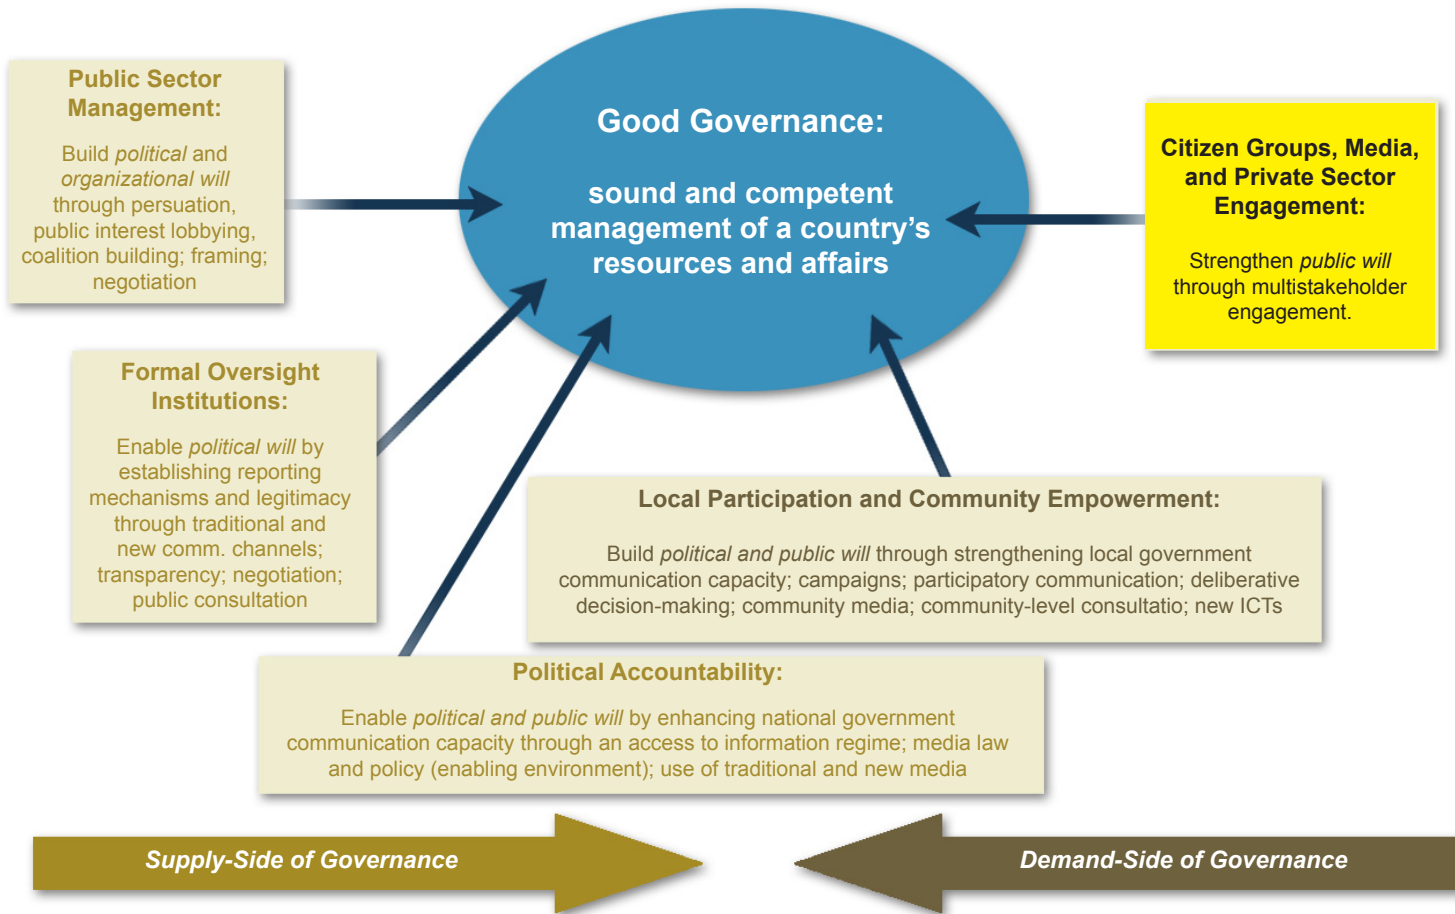 Public Sector
Management:
Build political and
organizational will
through persuation,
public interest lobbying,
coalition building; framing;
negotiation
Good Governance:
sound and competent
management of a country's
resources and affairs
Citizen Groups, Media,
and Private Sector
Engagement:
Strengthen public will
through multistakeholder
engagement.
Formal Oversight
Institutions:
Enable political will by
establishing reporting
mechanisms and legitimacy
through traditional and
new comm. channels;
transparency; negotiation;
public consultation
Local Participation and Community Empowerment:
Build political and public will through strengthening local government
communication capacity; campaigns; participatory communication; deliberative
decision-making; community media; community-level consultatio; new ICTs
Political Accountability:
Enable political and public will by enhancing national government
communication capacity through an access to information regime; media law
and policy (enabling environment); use of traditional and new media
Supply-Side of Governance
Demand-Side of Governance